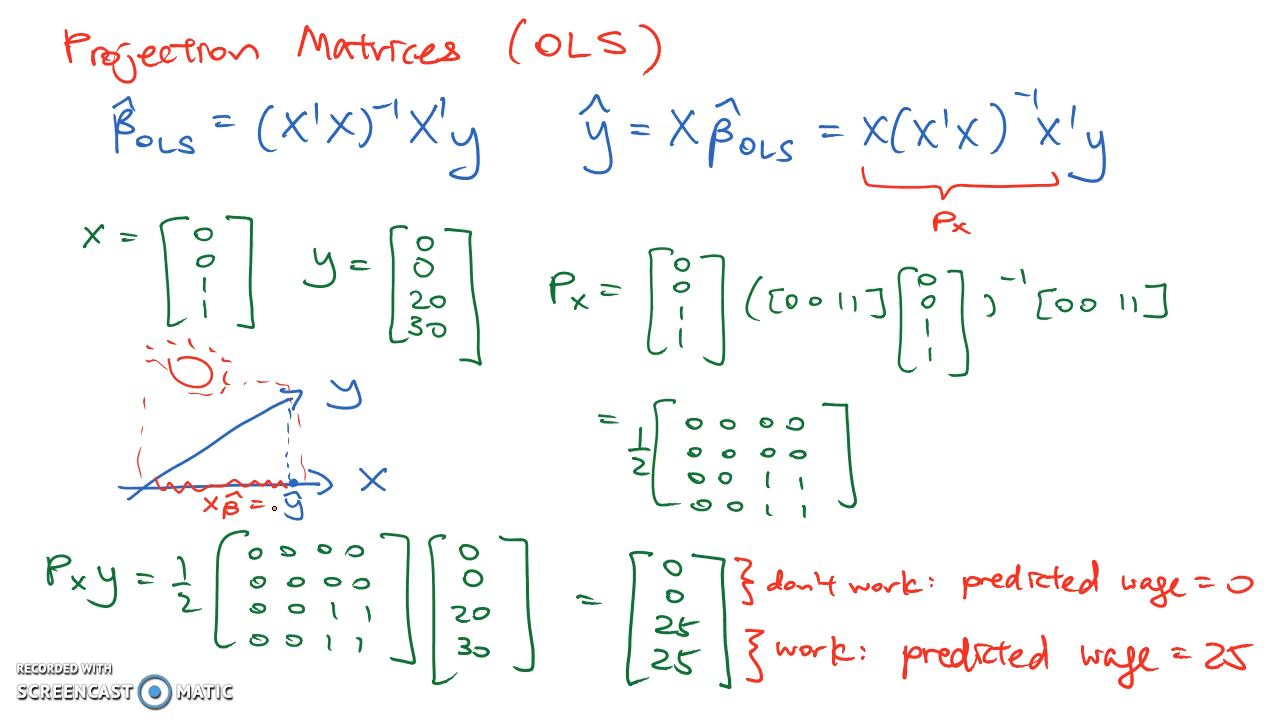 Projection Matrices (OLS)
β̂OLS = (X'X)⁻¹X'y
ŷ = Xβ̂OLS = X(X'X)⁻¹X'y
Px
X = [0 0 1 1]
y = [0 0 20 30]
Px = [0 0 1 1] ([0 0 1 1] [0 0 1 1])⁻¹ [0 0 1 1]
y
X
Xβ̂ = ŷ
= 1/2 [0 0 0 0
0 0 0 0
0 0 1 1
0 0 1 1]
Px y = 1/2 [0 0 0 0
0 0 0 0
0 0 1 1
0 0 1 1] [0 0 20 30] = [0 0 25 25]
} don't work: predicted wage = 0
} work: predicted wage = 25
RECORDED WITH
SCREENCAST MATIC